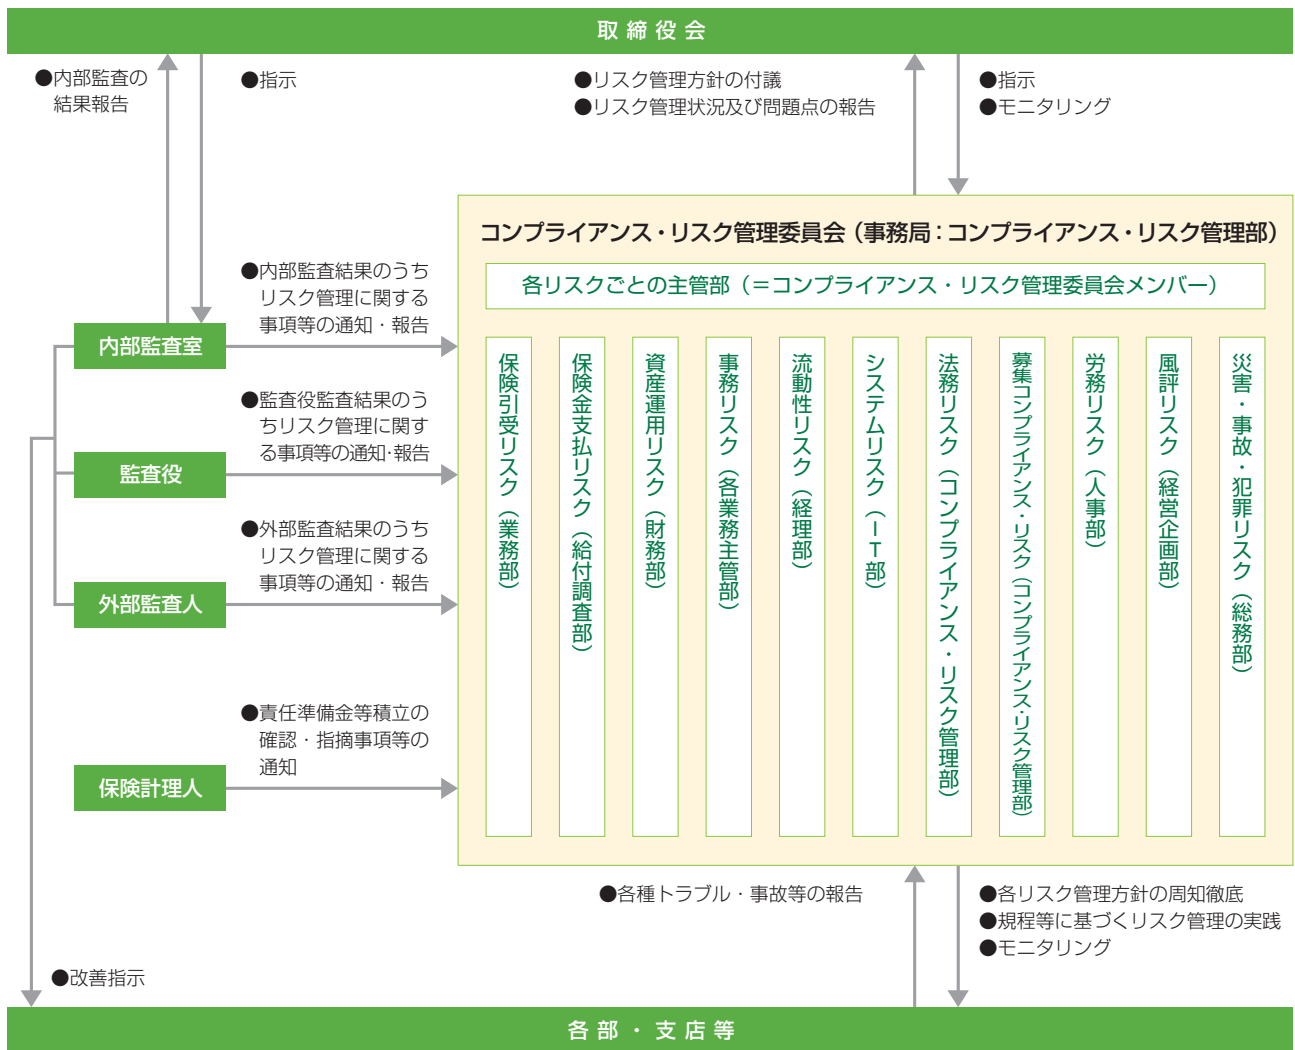 取締役会
●内部監査の
結果報告
●指示
●リスク管理方針の付議
●リスク管理状況及び問題点の報告
●指示
●モニタリング
コンプライアンス・リスク管理委員会（事務局：コンプライアンス・リスク管理部）
各リスクごとの主管部（＝コンプライアンス・リスク管理委員会メンバー）
●内部監査結果のうち
リスク管理に関する
事項等の通知・報告
内部監査室
●監査役監査結果のう
ちリスク管理に関す
る事項等の通知・報告
監査役
●外部監査結果のうち
リスク管理に関する
事項等の通知・報告
外部監査人
●責任準備金等積立の
確認・指摘事項等の
通知
保険計理人
保険引受リスク（業務部）
保険金支払リスク（給付調査部）
資産運用リスク（財務部）
事務リスク（各業務主管部）
流動性リスク（経理部）
システムリスク（IT部）
法務リスク（コンプライアンス・リスク管理部）
募集コンプライアンス・リスク（コンプライアンス・リスク管理部）
労務リスク（人事部）
風評リスク（経営企画部）
災害・事故・犯罪リスク（総務部）
●各種トラブル・事故等の報告
●各リスク管理方針の周知徹底
●規程等に基づくリスク管理の実践
●モニタリング
●改善指示
各部・支店等